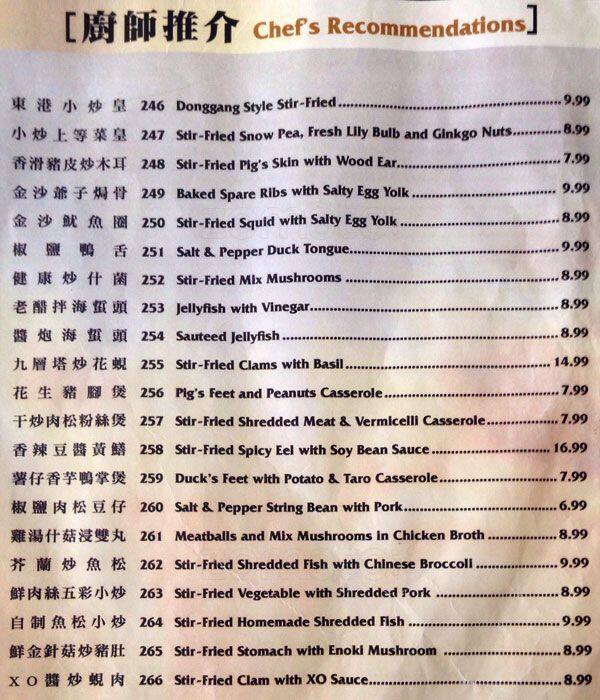 [廚師推介 Chef's Recommendations]
東港小炒皇 246 Donggang Style Stir-Fried 9.99
小炒上等菜皇 247 Stir-Fried Snow Pea, Fresh Lily Bulb and Ginkgo Nuts 8.99
香滑豬皮炒木耳 248 Stir-Fried Pig's Skin with Wood Ear 7.99
金沙爺子焗骨 249 Baked Spare Ribs with Salty Egg Yolk 9.99
金沙魷魚圈 250 Stir-Fried Squid with Salty Egg Yolk 8.99
椒鹽鴨舌 251 Salt & Pepper Duck Tongue 9.99
健康炒什菌 252 Stir-Fried Mix Mushrooms 8.99
老醋拌海蜇頭 253 Jellyfish with Vinegar 8.99
醬炮海蜇頭 254 Sauteed Jellyfish 8.99
九層塔炒花蜆 255 Stir-Fried Clams with Basil 14.99
花生豬腳煲 256 Pig's Feet and Peanuts Casserole 7.99
干炒肉松粉絲煲 257 Stir-Fried Shredded Meat & Vermicelli Casserole 7.99
香辣豆醬黃鱔 258 Stir-Fried Spicy Eel with Soy Bean Sauce 16.99
薯仔香芋鴨掌煲 259 Duck's Feet with Potato & Taro Casserole 7.99
椒鹽肉松豆仔 260 Salt & Pepper String Bean with Pork 6.99
雞湯什菇浸雙丸 261 Meatballs and Mix Mushrooms in Chicken Broth 8.99
芥蘭炒魚松 262 Stir-Fried Shredded Fish with Chinese Broccoli 9.99
鮮肉絲五彩小炒 263 Stir-Fried Vegetable with Shredded Pork 8.99
自制魚松小炒 264 Stir-Fried Homemade Shredded Fish 9.99
鮮金針菇炒豬肚 265 Stir-Fried Stomach with Enoki Mushroom 8.99
XO醬炒蜆肉 266 Stir-Fried Clam with XO Sauce 8.99